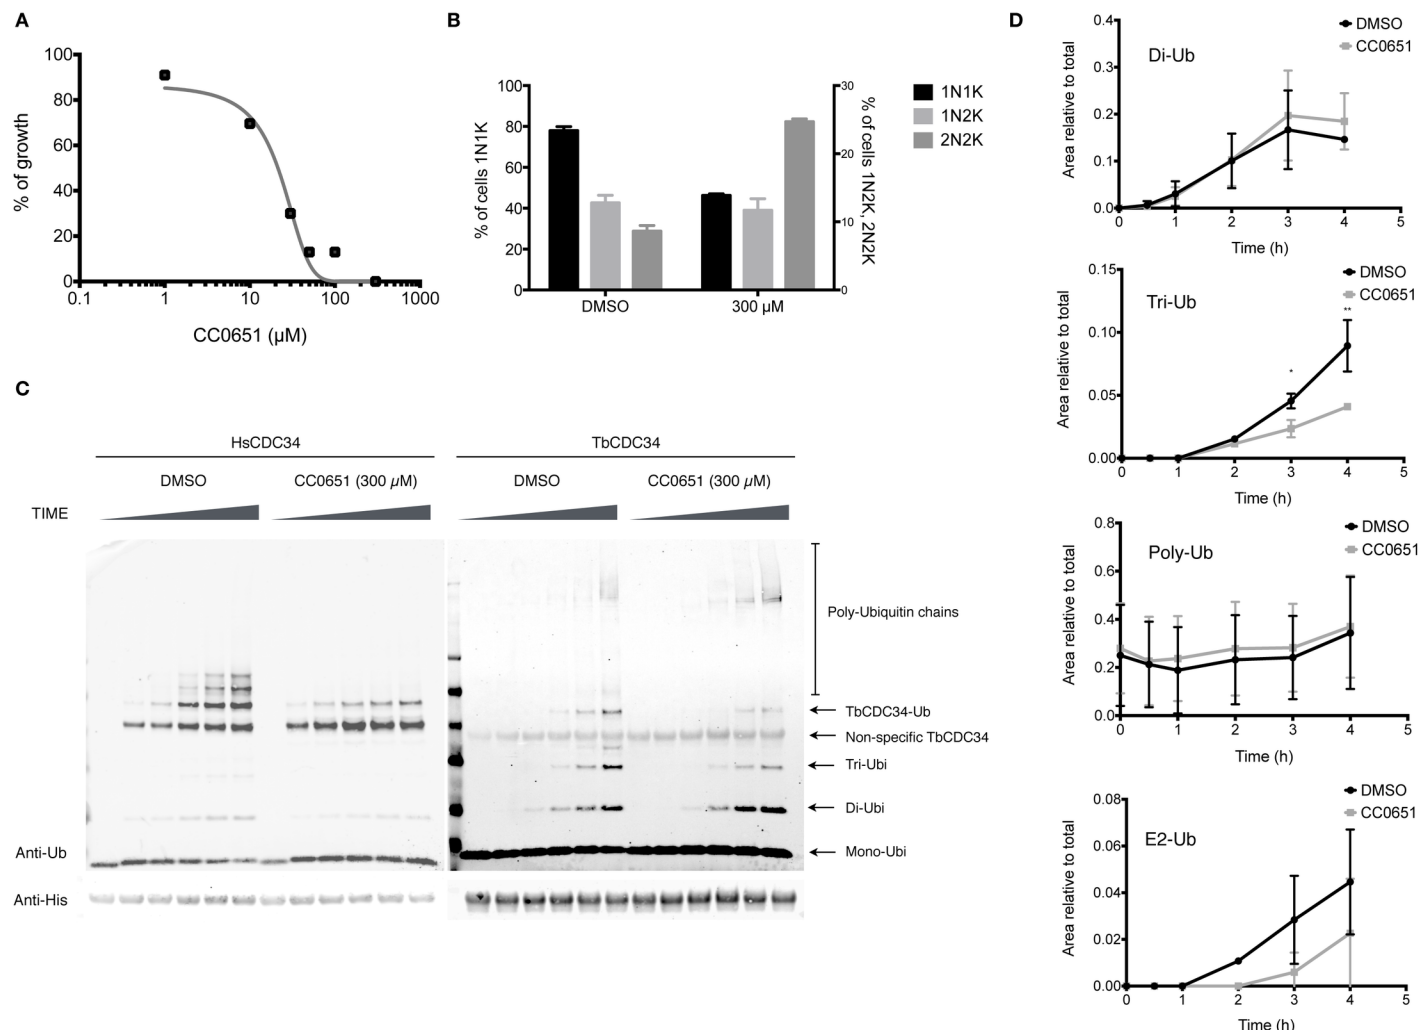 A
100
80
60
40
20
0
% of growth
0.1 1 10 100 1000
CC0651 (µM)
B
100
80
60
40
20
0
% of cells 1N1K
30
20
10
0
% of cells 1N2K, 2N2K
DMSO 300 µM
1N1K
1N2K
2N2K
C
HsCDC34 TbCDC34
DMSO CC0651 (300 µM) DMSO CC0651 (300 µM)
TIME
Poly-Ubiquitin chains
TbCDC34-Ub
Non-specific TbCDC34
Tri-Ubi
Di-Ubi
Mono-Ubi
Anti-Ub
Anti-His
D
Di-Ub
DMSO
CC0651
0.4
0.3
0.2
0.1
0.0
Area relative to total
0 1 2 3 4 5
Time (h)
Tri-Ub
DMSO
CC0651
**
*
0.15
0.10
0.05
0.00
Area relative to total
0 1 2 3 4 5
Time (h)
Poly-Ub
DMSO
CC0651
0.8
0.6
0.4
0.2
0.0
Area relative to total
0 1 2 3 4 5
Time (h)
E2-Ub
DMSO
CC0651
0.08
0.06
0.04
0.02
0.00
Area relative to total
0 1 2 3 4 5
Time (h)